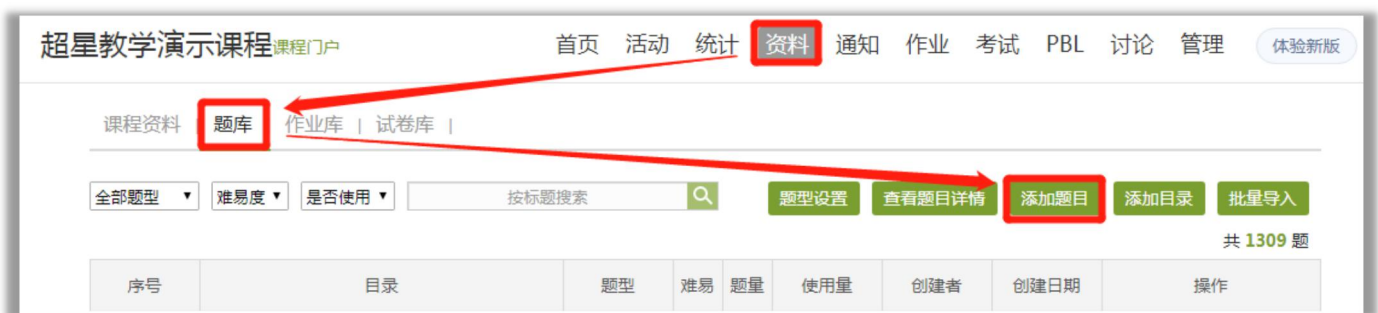 超星教学演示课程课程门户 首页 活动 统计 资料 通知 作业 考试 PBL 讨论 管理 体验新版
课程资料 | 题库 | 作业库 | 试卷库 |
全部题型 ▼ 难易度 ▼ 是否使用 ▼ 按标题搜索 题型设置 查看题目详情 添加题目 添加目录 批量导入
共 1309 题
序号 目录 题型 难易 题量 使用量 创建者 创建日期 操作